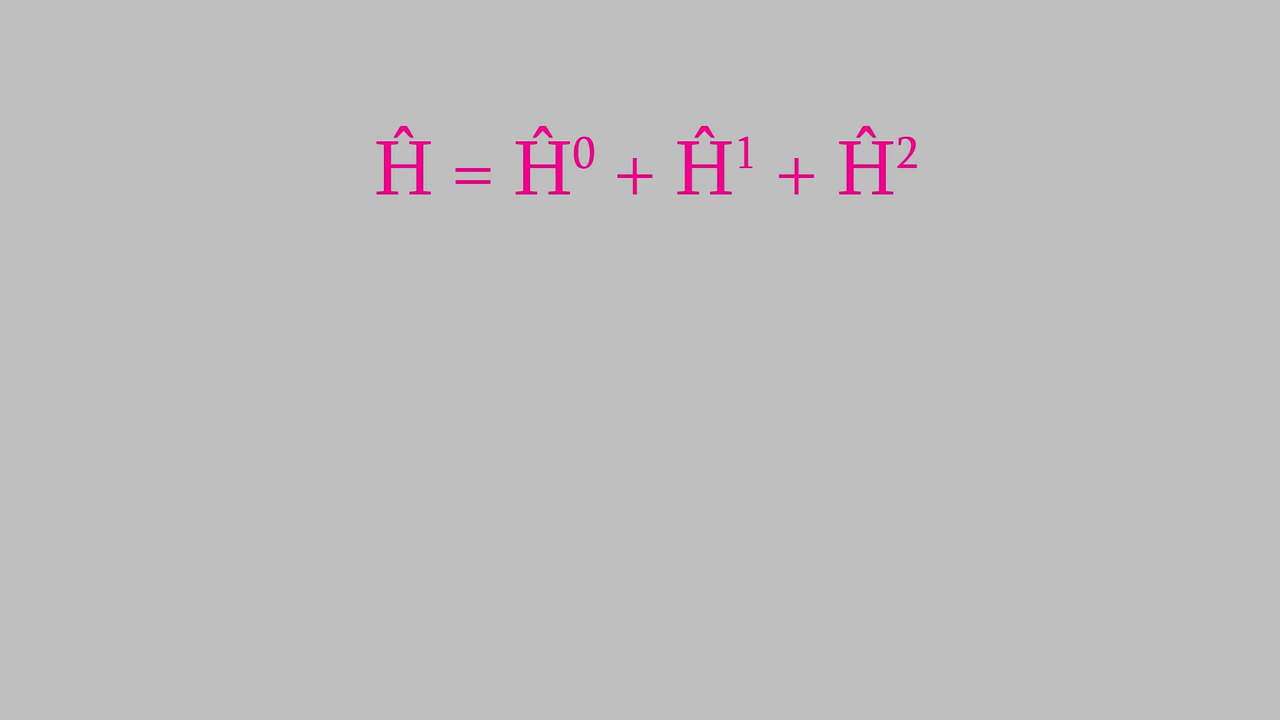 Ĥ = Ĥ⁰ + Ĥ¹ + Ĥ²